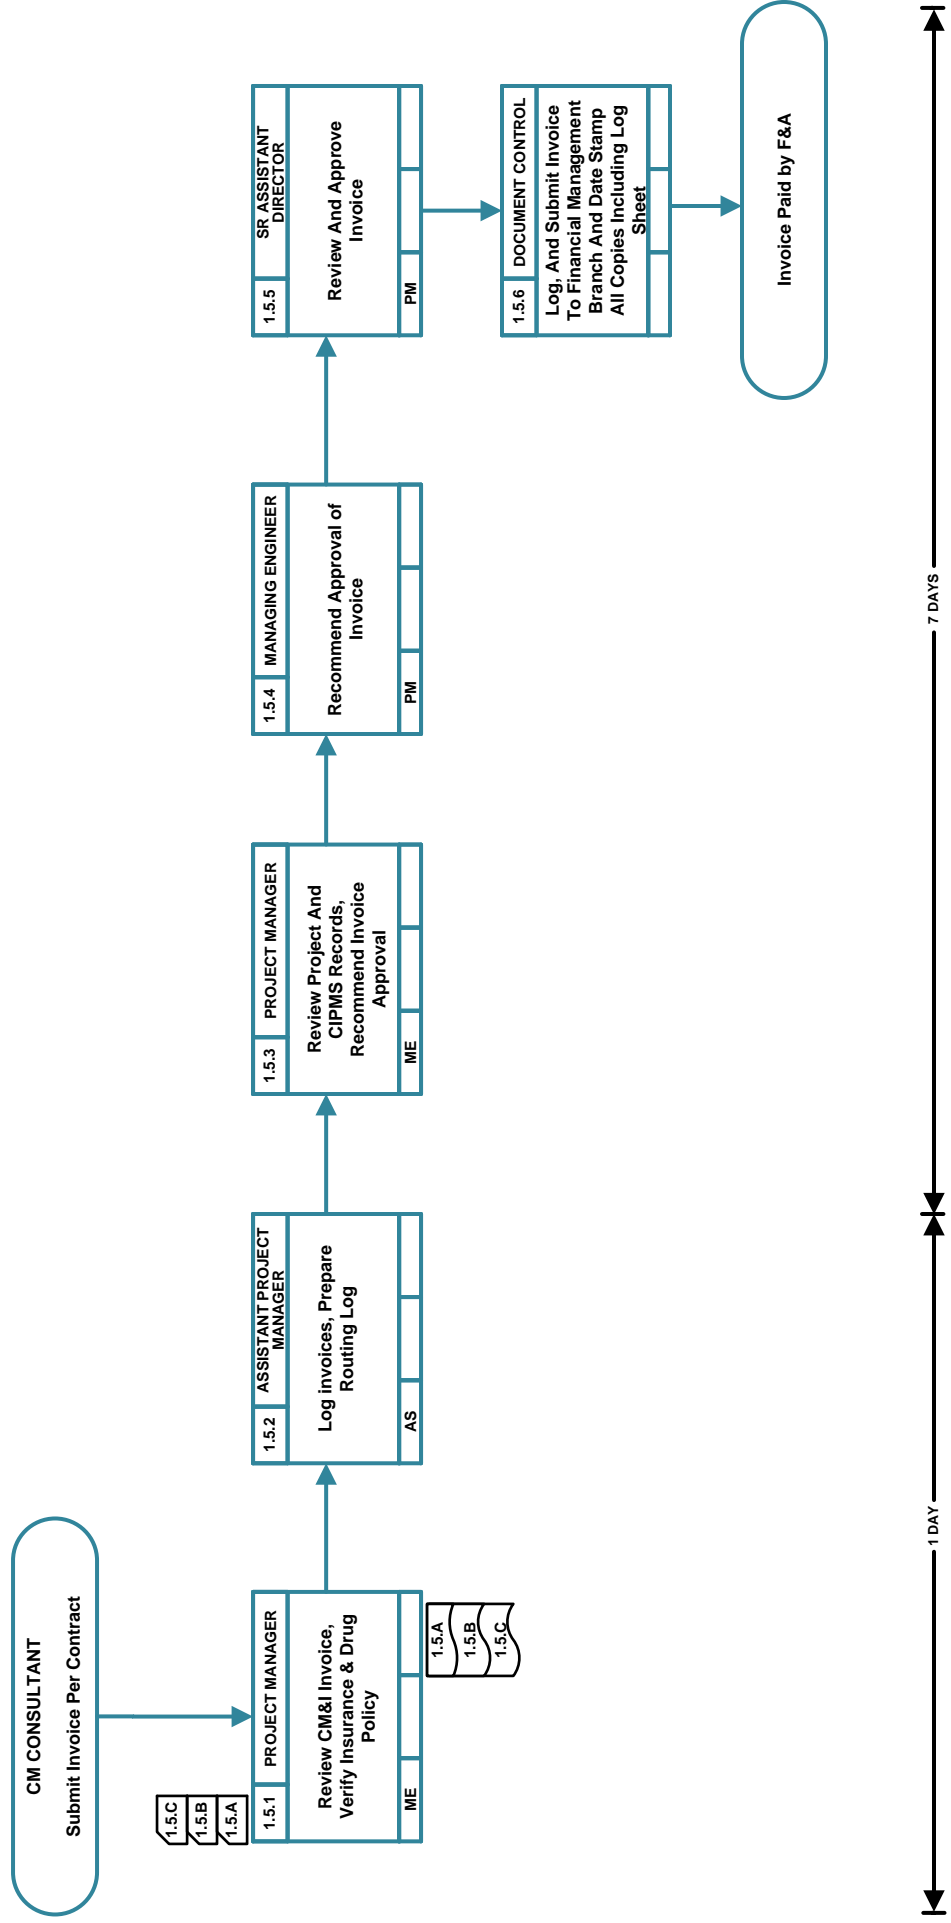 CM CONSULTANT
Submit Invoice Per Contract
1.5.C
1.5.B
1.5.A
1.5.1
PROJECT MANAGER
Review CM&I Invoice,
Verify Insurance & Drug
Policy
ME
1.5.A
1.5.B
1.5.C
1.5.2
ASSISTANT PROJECT
MANAGER
Log invoices, Prepare
Routing Log
AS
1.5.3
PROJECT MANAGER
Review Project And
CIPMS Records,
Recommend Invoice
Approval
ME
1.5.4
MANAGING ENGINEER
Recommend Approval of
Invoice
PM
1.5.5
SR ASSISTANT
DIRECTOR
Review And Approve
Invoice
PM
1.5.6
DOCUMENT CONTROL
Log, And Submit Invoice
To Financial Management
Branch And Date Stamp
All Copies Including Log
Sheet
Invoice Paid by F&A
1 DAY
7 DAYS